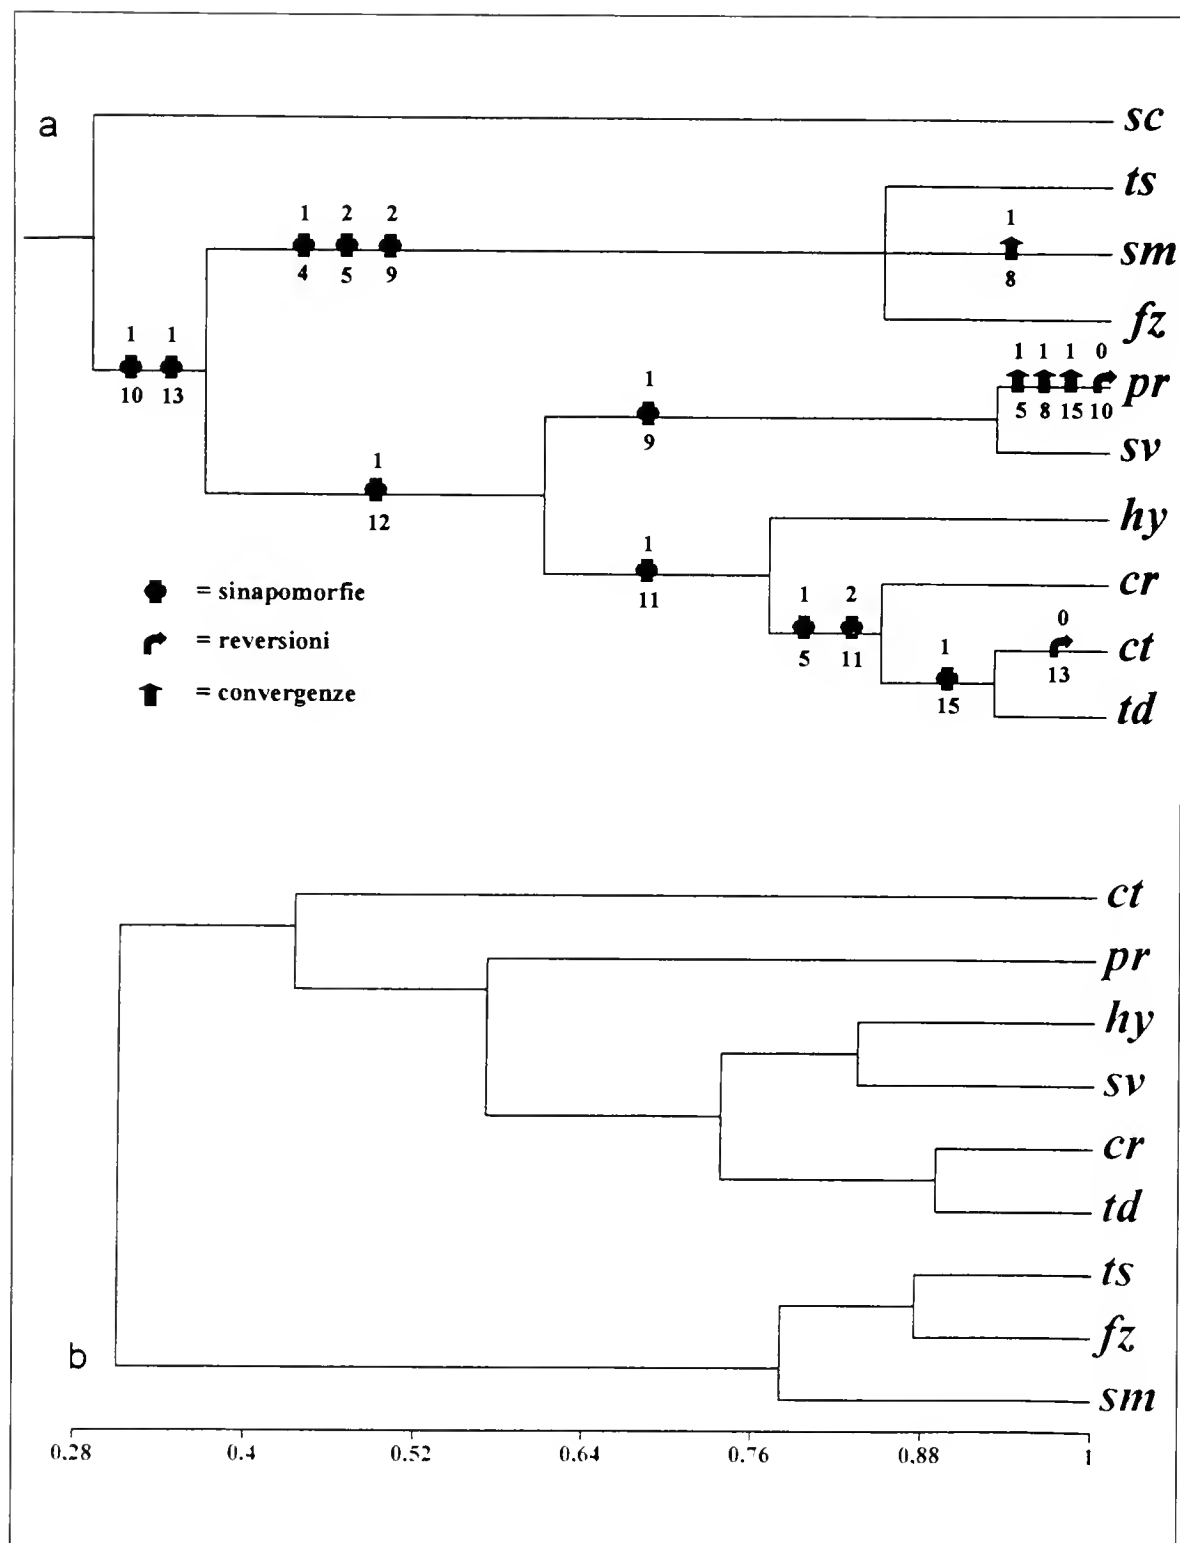 a
sc
ts
1 2 2
1
sm
4 5 9
8
fz
1 1
1 1 1 0
pr
10 13
1
5 8 15 10
9
sv
1
12
hy
1
11
= sinapomorfie
1 2
cr
0
= reversioni
5 11
1
ct
13
= convergenze
15
td
ct
pr
hy
sv
cr
td
ts
fz
b
sm
0.28 0.4 0.52 0.64 0.76 0.88 1